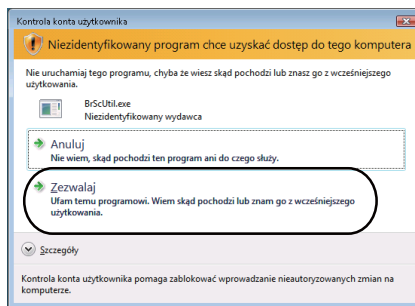 Kontrola konta użytkownika
Niezidentyfikowany program chce uzyskać dostęp do tego komputera
Nie uruchamiaj tego programu, chyba że wiesz skąd pochodzi lub znasz go z wcześniejszego
użytkowania.
BrScUtil.exe
Niezidentyfikowany wydawca
Anuluj
Nie wiem, skąd pochodzi ten program ani do czego służy.
Zezwalaj
Ufam temu programowi. Wiem skąd pochodzi lub znam go z wcześniejszego
użytkowania.
Szczegóły
Kontrola konta użytkownika pomaga zablokować wprowadzanie nieautoryzowanych zmian na
komputerze.